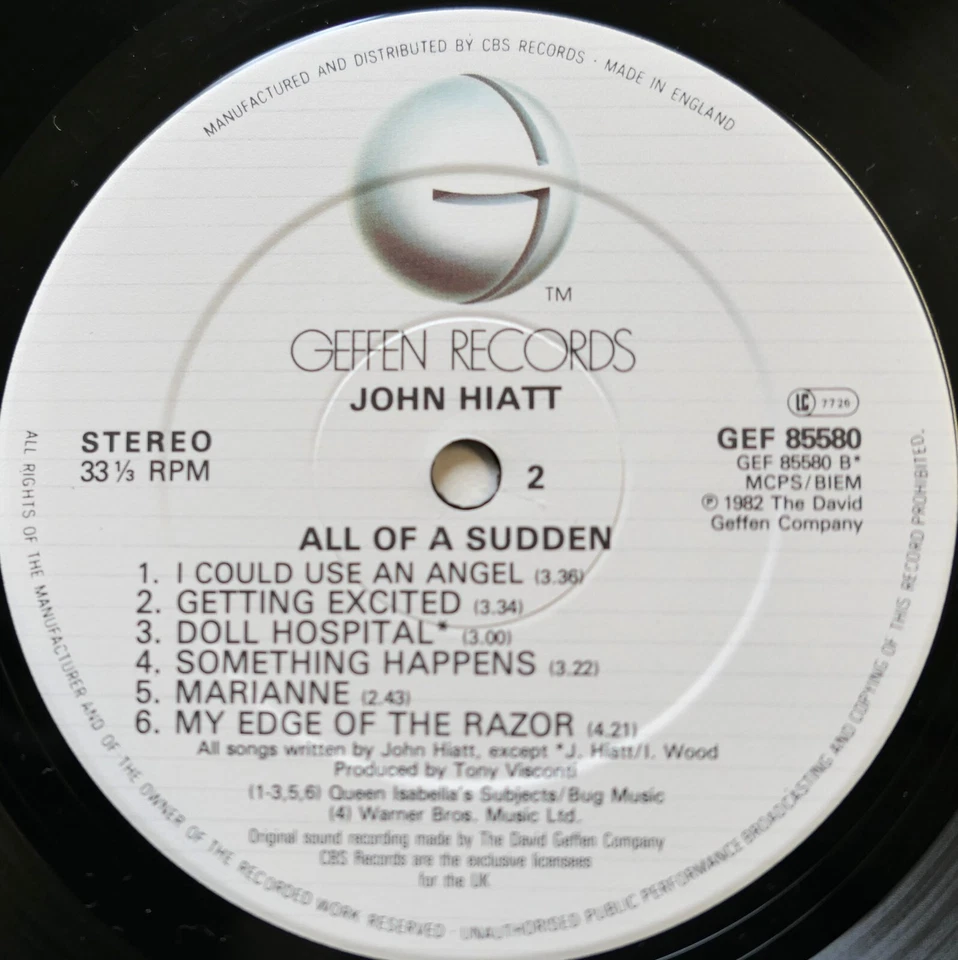 MANUFACTURED AND DISTRIBUTED BY CBS RECORDS · MADE IN ENGLAND
TM
GEFFEN RECORDS
JOHN HIATT
LC 7726
STEREO
33 ⅓ RPM
2
GEF 85580
GEF 85580 B*
MCPS/BIEM
℗ 1982 The David
Geffen Company
ALL OF A SUDDEN
1. I COULD USE AN ANGEL (3.36)
2. GETTING EXCITED (3.34)
3. DOLL HOSPITAL* (3.00)
4. SOMETHING HAPPENS (3.22)
5. MARIANNE (2.43)
6. MY EDGE OF THE RAZOR (4.21)
All songs written by John Hiatt, except *J. Hiatt/I. Wood
Produced by Tony Visconti
(1-3,5,6) Queen Isabella's Subjects/Bug Music
(4) Warner Bros. Music Ltd.
Original sound recording made by The David Geffen Company
CBS Records are the exclusive licensees
for the UK
ALL RIGHTS OF THE MANUFACTURER AND OF THE OWNER OF THE RECORDED WORK RESERVED · UNAUTHORISED PUBLIC PERFORMANCE BROADCASTING AND COPYING OF THIS RECORD PROHIBITED.